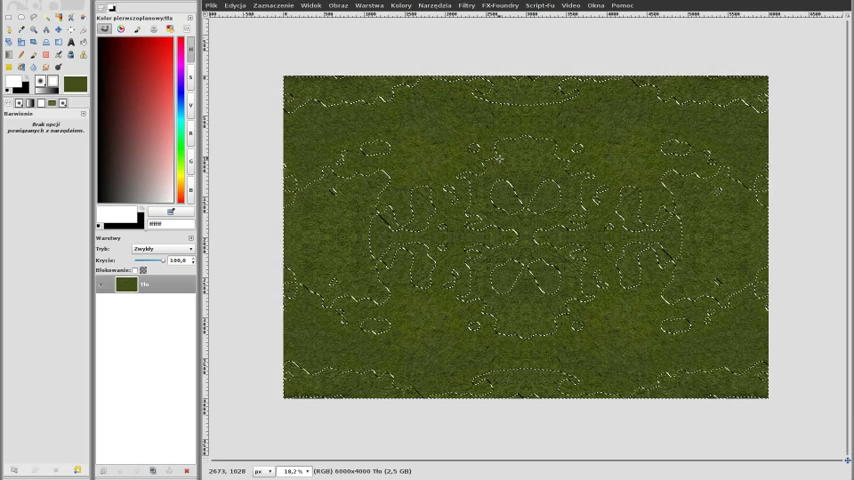 Plik Edycja Zaznaczenie Widok Obraz Warstwa Kolory Narzędzia Filtry FX-Foundry Script-Fu Video Okna Pomoc
Kolor pierwszoplanowy/tła
H
S
V
R
G
B
ffffff
Barwienie
Brak opcji
powiązanych z narzędziem.
Warstwy
Tryb: Zwykły
Krycie: 100,0
Blokowanie:
Tło
2673, 1028 px 18,2% (RGB) 6000x4000 Tło (2,5 GB)